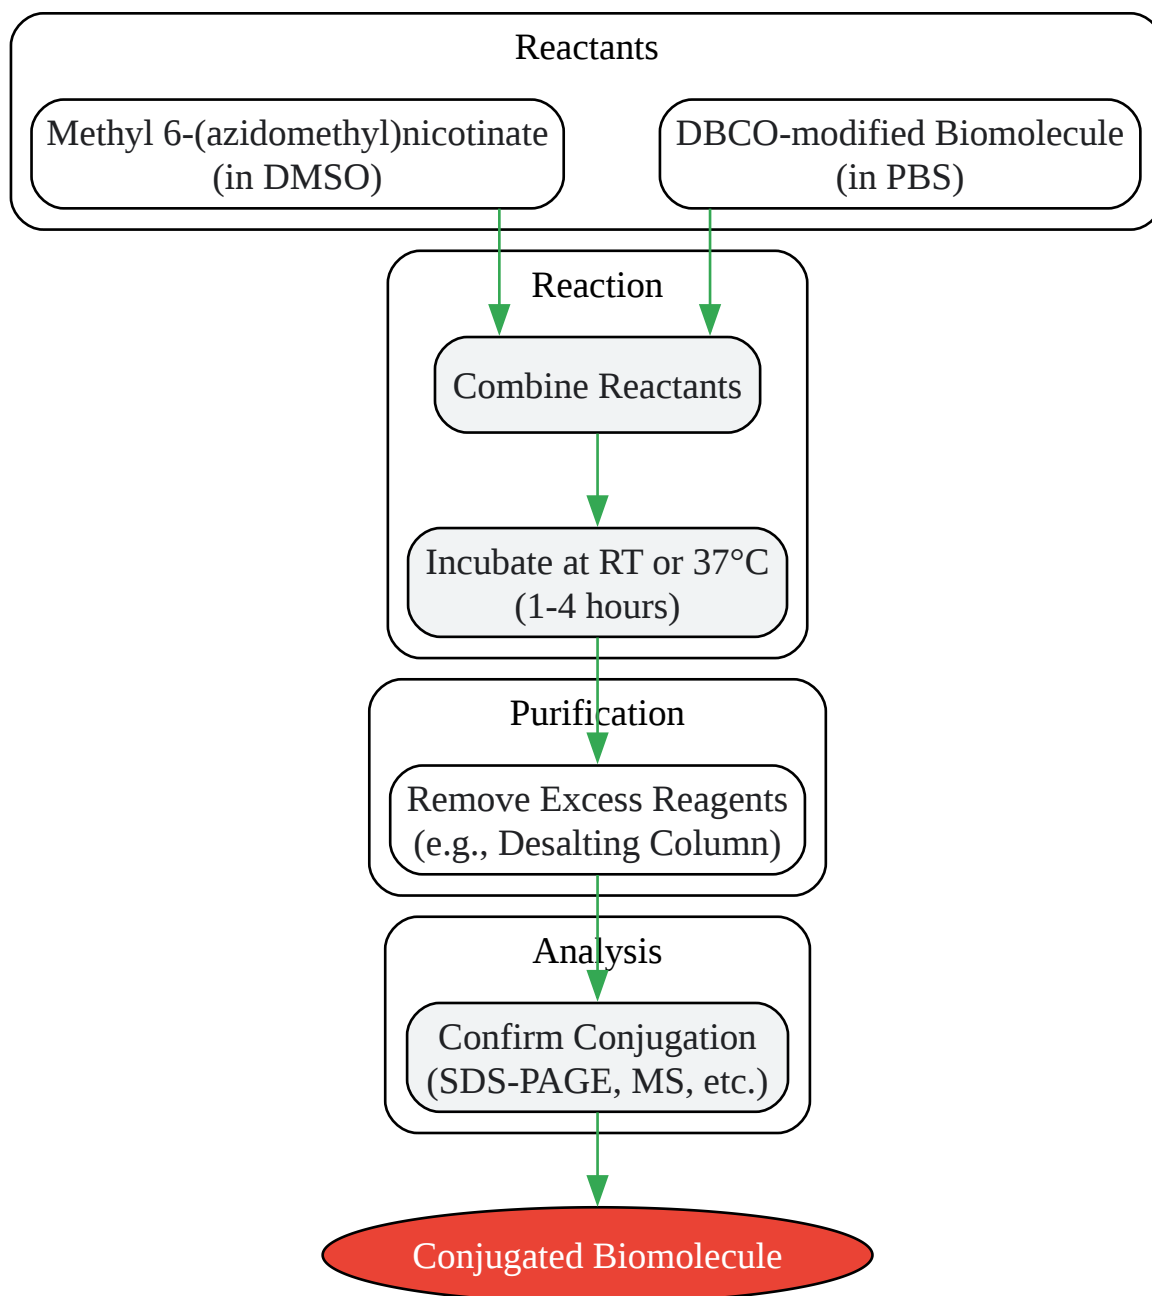 Reactants
Methyl 6-(azidomethyl)nicotinate
(in DMSO)
DBCO-modified Biomolecule
(in PBS)
Reaction
Combine Reactants
Incubate at RT or 37°C
(1-4 hours)
Purification
Remove Excess Reagents
(e.g., Desalting Column)
Analysis
Confirm Conjugation
(SDS-PAGE, MS, etc.)
Conjugated Biomolecule